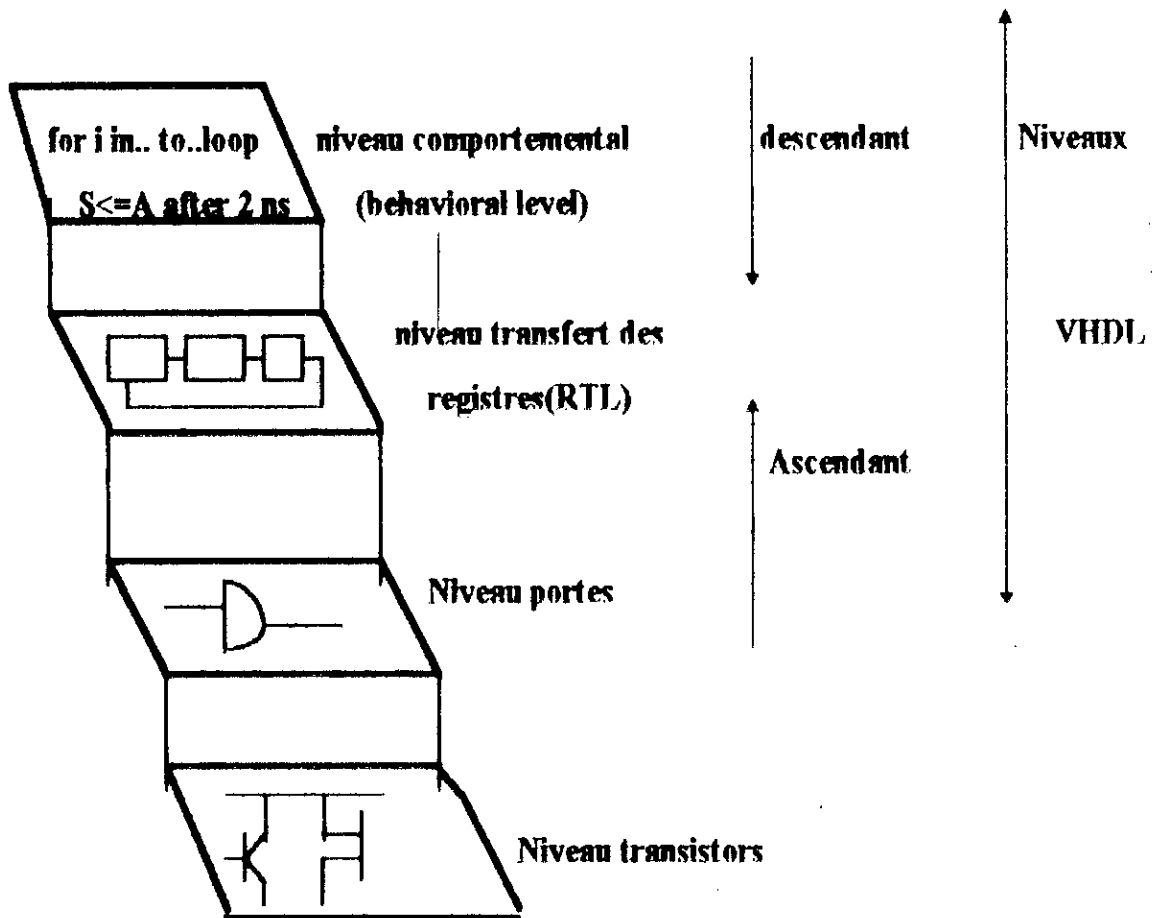 for i in.. to..loop
S<=A after 2 ns
niveau comportemental
(behavioral level)
descendant
Niveaux
niveau transfert des
registres(RTL)
VHDL
Ascendant
Niveau portes
Niveau transistors